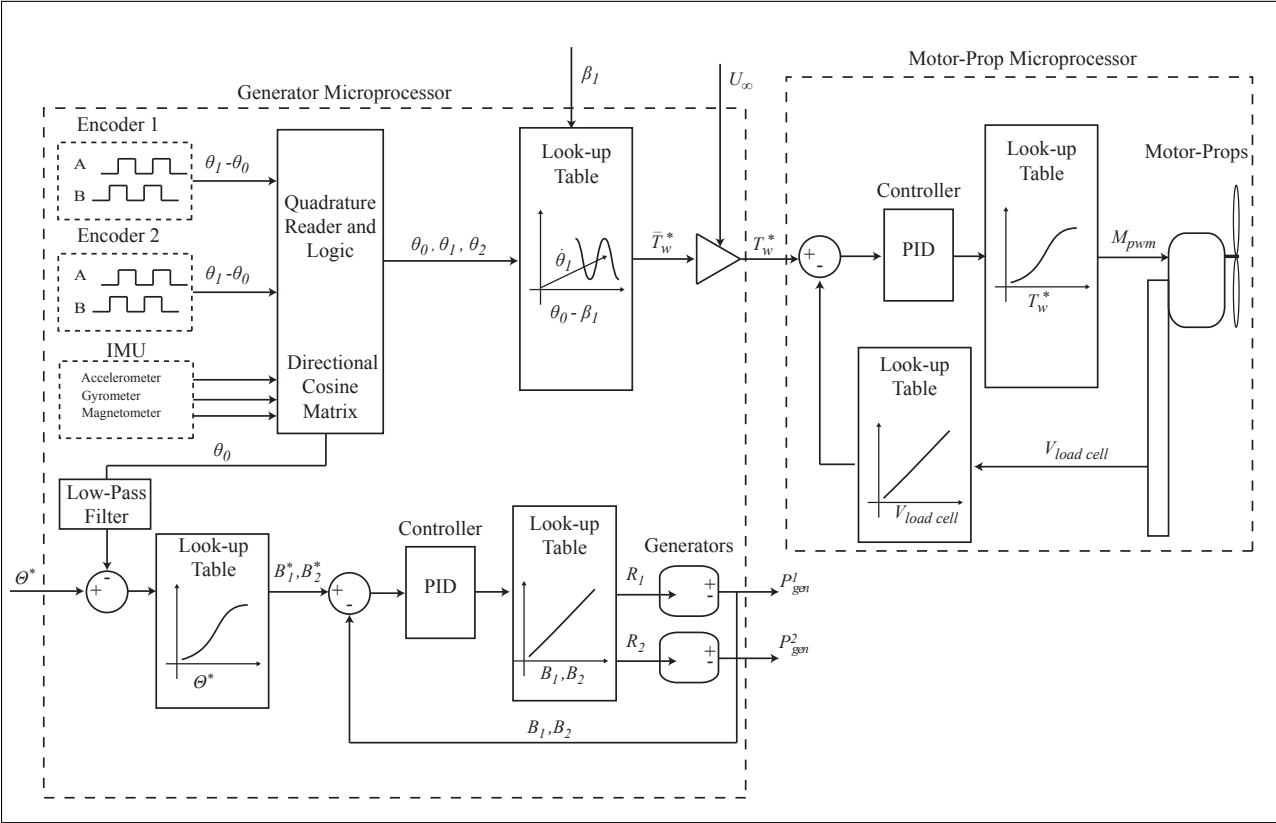 Motor-Prop Microprocessor
Generator Microprocessor
β₁
U∞
Encoder 1
A
B
θ₁ -θ₀
Encoder 2
A
B
θ₁ -θ₀
IMU
Accelerometer
Gyrometer
Magnetometer
Quadrature
Reader and
Logic
Directional
Cosine
Matrix
θ₀ , θ₁ , θ₂
Look-up
Table
θ̇₁
θ₀ - β₁
T̄w*
Tw*
+
-
Controller
PID
Look-up
Table
Tw*
Mpwm
Motor-Props
Look-up
Table
Vload cell
Vload cell
θ₀
Low-Pass
Filter
Θ*
+
-
Look-up
Table
Θ*
B₁*,B₂*
+
-
Controller
PID
Look-up
Table
B₁ ,B₂
R₁
R₂
Generators
+
-
+
-
P¹gen
P²gen
B₁ ,B₂